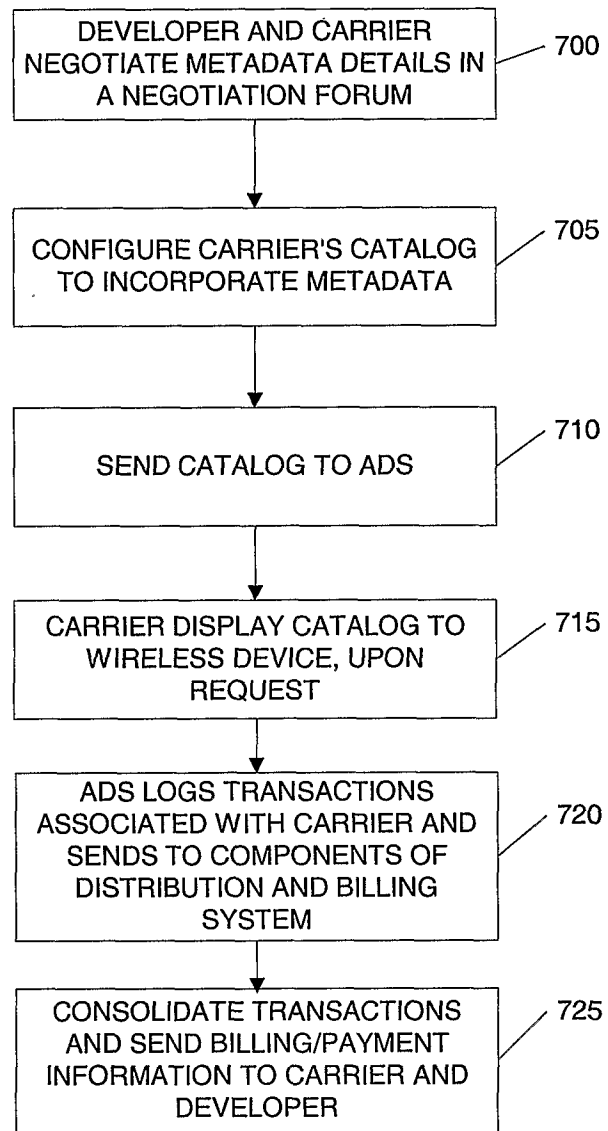 DEVELOPER AND CARRIER
NEGOTIATE METADATA DETAILS IN
A NEGOTIATION FORUM
700
CONFIGURE CARRIER'S CATALOG
TO INCORPORATE METADATA
705
SEND CATALOG TO ADS
710
CARRIER DISPLAY CATALOG TO
WIRELESS DEVICE, UPON
REQUEST
715
ADS LOGS TRANSACTIONS
ASSOCIATED WITH CARRIER AND
SENDS TO COMPONENTS OF
DISTRIBUTION AND BILLING
SYSTEM
720
CONSOLIDATE TRANSACTIONS
AND SEND BILLING/PAYMENT
INFORMATION TO CARRIER AND
DEVELOPER
725